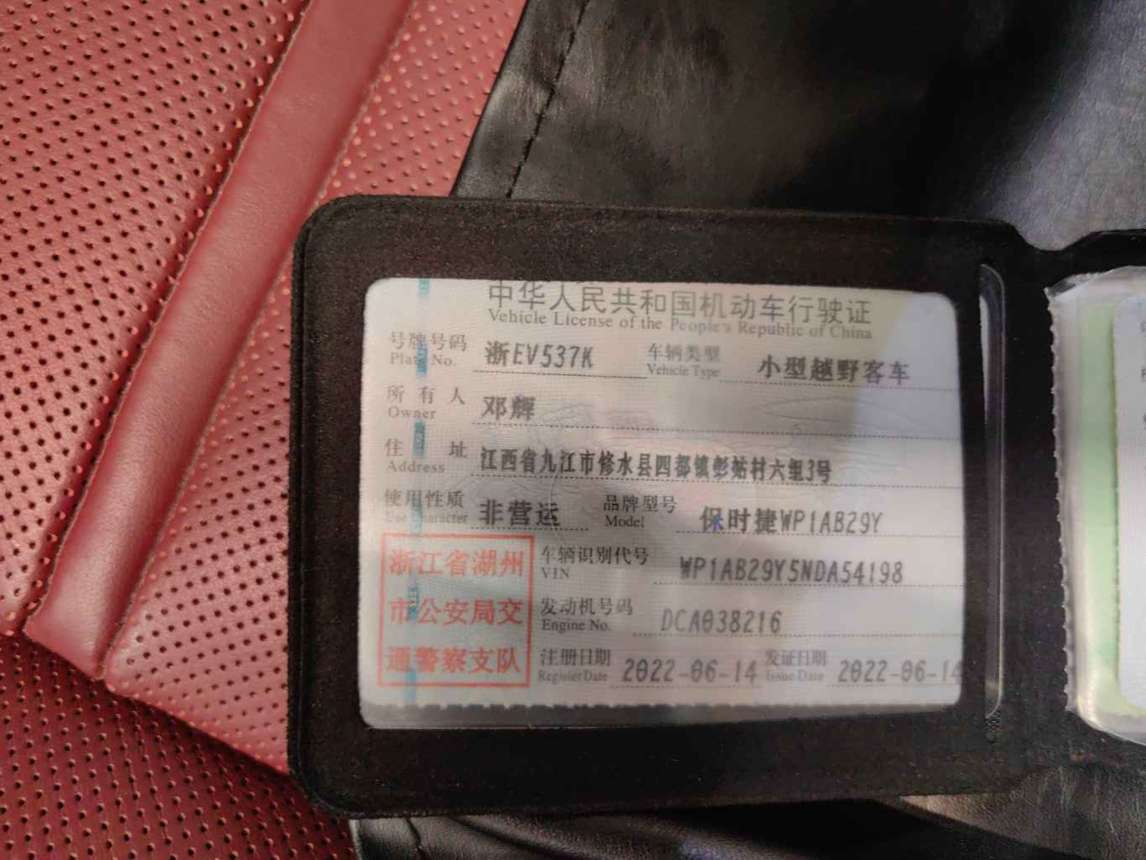 中华人民共和国机动车行驶证
Vehicle License of the People's Republic of China
号牌号码 浙EV537K 车辆类型 小型越野客车
Plate No. Vehicle Type
所有人 邓辉
Owner
住址 江西省九江市修水县四都镇彭姑村六组3号
Address
使用性质 非营运 品牌型号 保时捷WP1AB29Y
Use Character Model
浙江省湖州
市公安局交
通警察支队
车辆识别代号 WP1AB29Y5NDA54198
VIN
发动机号码 DCA038216
Engine No.
注册日期 2022-06-14 发证日期 2022-06-14
Register Date Issue Date